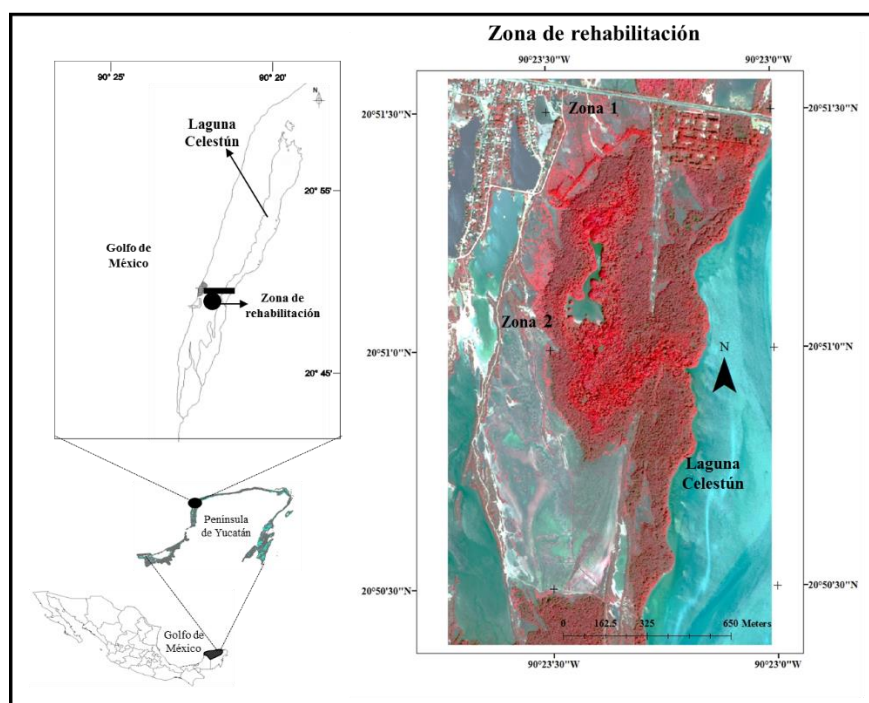 Zona de rehabilitación
90° 25
90° 20
N
Laguna
Celestún
20° 55
Golfo de
México
Zona de
rehabilitación
20° 45
Península
de Yucatán
Golfo de
México
90°23'30''W
90°23'0''W
20°51'30''N
Zona 1
20°51'30''N
20°51'0''N
Zona 2
N
20°51'0''N
Laguna
Celestún
20°50'30''N
20°50'30''N
0 162.5 325 650 Meters
90°23'30''W
90°23'0''W